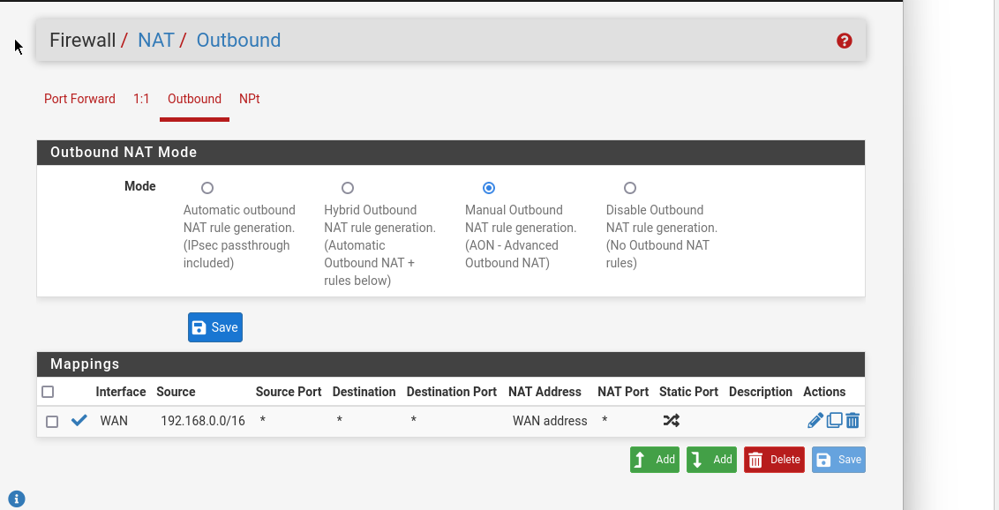 Firewall / NAT / Outbound
Port Forward 1:1 Outbound NPt
Outbound NAT Mode
Mode
Automatic outbound
NAT rule generation.
(IPsec passthrough
included)
Hybrid Outbound
NAT rule generation.
(Automatic
Outbound NAT +
rules below)
Manual Outbound
NAT rule generation.
(AON - Advanced
Outbound NAT)
Disable Outbound
NAT rule generation.
(No Outbound NAT
rules)
Save
Mappings
Interface Source Source Port Destination Destination Port NAT Address NAT Port Static Port Description Actions
WAN 192.168.0.0/16 * * * WAN address *
Add Add Delete Save